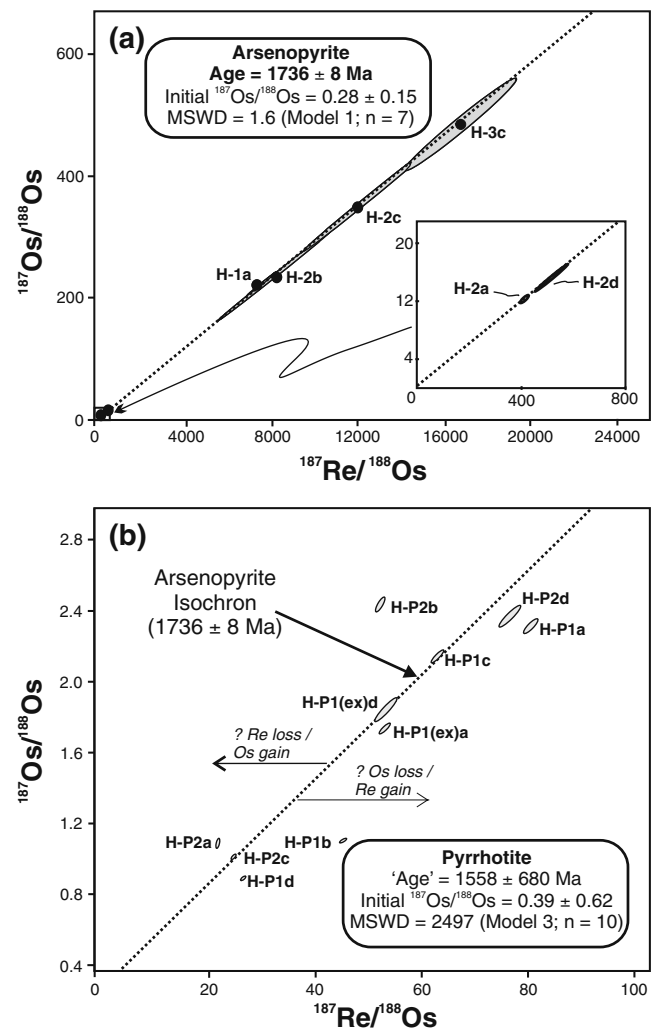 (a)
Arsenopyrite
Age = 1736 ± 8 Ma
Initial ¹⁸⁷Os/¹⁸⁸Os = 0.28 ± 0.15
MSWD = 1.6 (Model 1; n = 7)
600
400
200
0
¹⁸⁷Os/¹⁸⁸Os
H-3c
H-2c
H-1a
H-2b
20
12
4
0
400
800
H-2a
H-2d
0
4000
8000
12000
16000
20000
24000
¹⁸⁷Re/¹⁸⁸Os
(b)
2.8
2.4
2.0
1.6
1.2
0.8
0.4
¹⁸⁷Os/¹⁸⁸Os
Arsenopyrite
Isochron
(1736 ± 8 Ma)
H-P2b
H-P2d
H-P1a
H-P1c
H-P1(ex)d
H-P1(ex)a
? Re loss /
Os gain
? Os loss /
Re gain
H-P2a
H-P1b
H-P2c
H-P1d
Pyrrhotite
'Age' = 1558 ± 680 Ma
Initial ¹⁸⁷Os/¹⁸⁸Os = 0.39 ± 0.62
MSWD = 2497 (Model 3; n = 10)
0
20
40
60
80
100
¹⁸⁷Re/¹⁸⁸Os